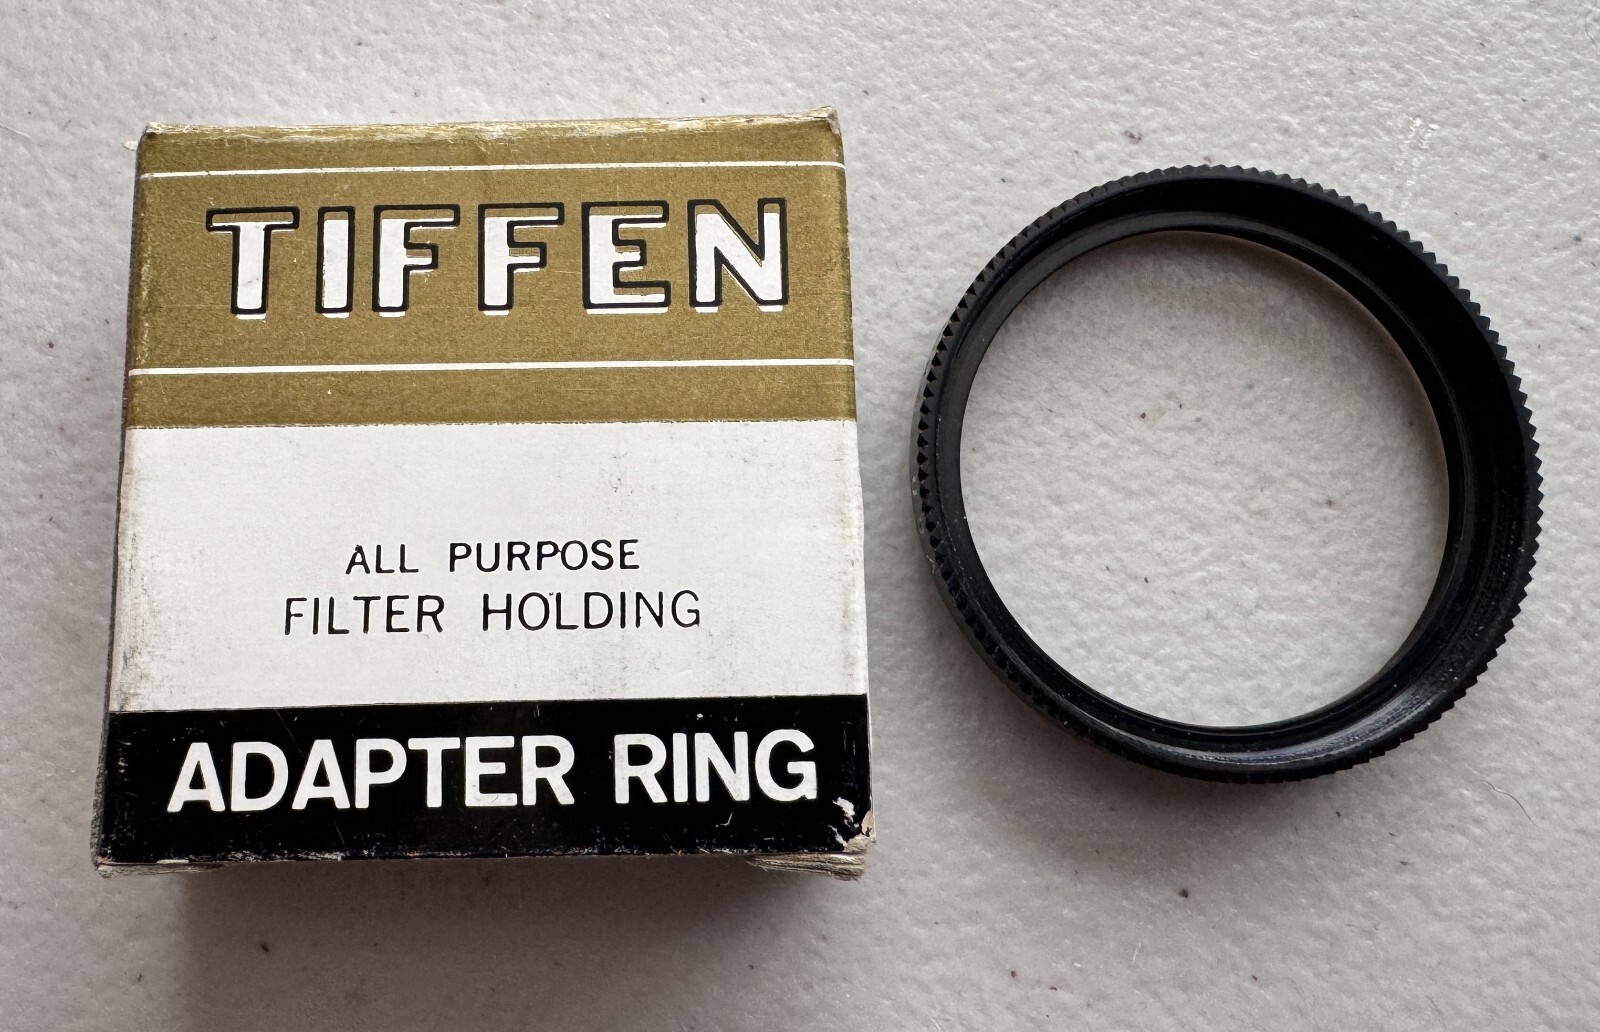 TIFFEN
ALL PURPOSE
FILTER HOLDING
ADAPTER RING